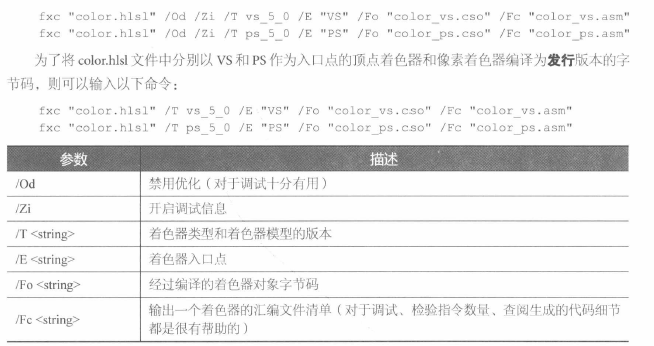 fxc "color.hlsl" /Od /Zi /T vs_5_0 /E "VS" /Fo "color_vs.cso" /Fc "color_vs.asm"
fxc "color.hlsl" /Od /Zi /T ps_5_0 /E "PS" /Fo "color_ps.cso" /Fc "color_ps.asm"
为了将 color.hlsl 文件中分别以 VS 和 PS 作为入口点的顶点着色器和像素着色器编译为发行版本的字
节码，则可以输入以下命令：
fxc "color.hlsl" /T vs_5_0 /E "VS" /Fo "color_vs.cso" /Fc "color_vs.asm"
fxc "color.hlsl" /T ps_5_0 /E "PS" /Fo "color_ps.cso" /Fc "color_ps.asm"
参数 描述
/Od 禁用优化（对于调试十分有用）
/Zi 开启调试信息
/T <string> 着色器类型和着色器模型的版本
/E <string> 着色器入口点
/Fo <string> 经过编译的着色器对象字节码
/Fc <string> 输出一个着色器的汇编文件清单（对于调试、检验指令数量、查阅生成的代码细节
都是很有帮助的）